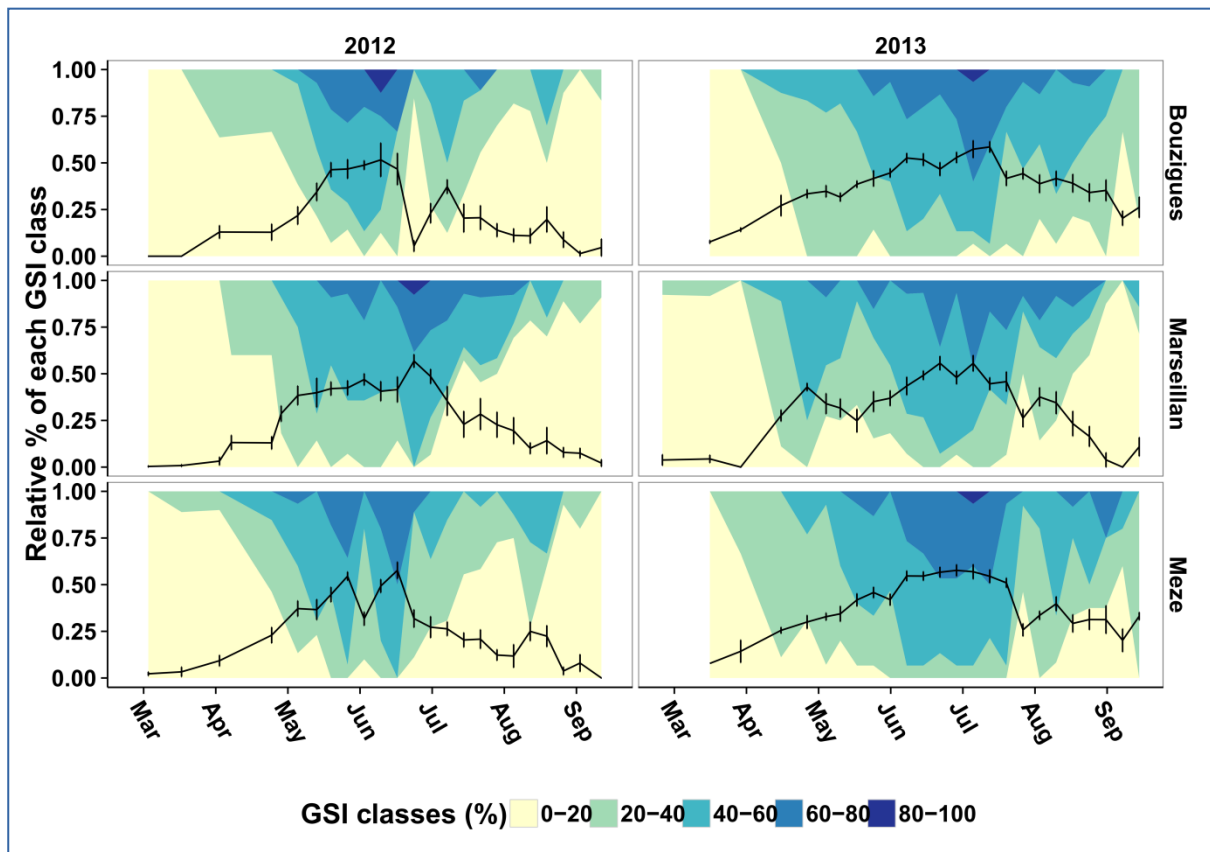 2012 2013
Relative % of each GSI class
1.00
0.75
0.50
0.25
0.00
Bouzigues
1.00
0.75
0.50
0.25
0.00
Marseillan
1.00
0.75
0.50
0.25
0.00
Meze
Mar Apr May Jun Jul Aug Sep Mar Apr May Jun Jul Aug Sep
GSI classes (%) 0−20 20−40 40−60 60−80 80−100